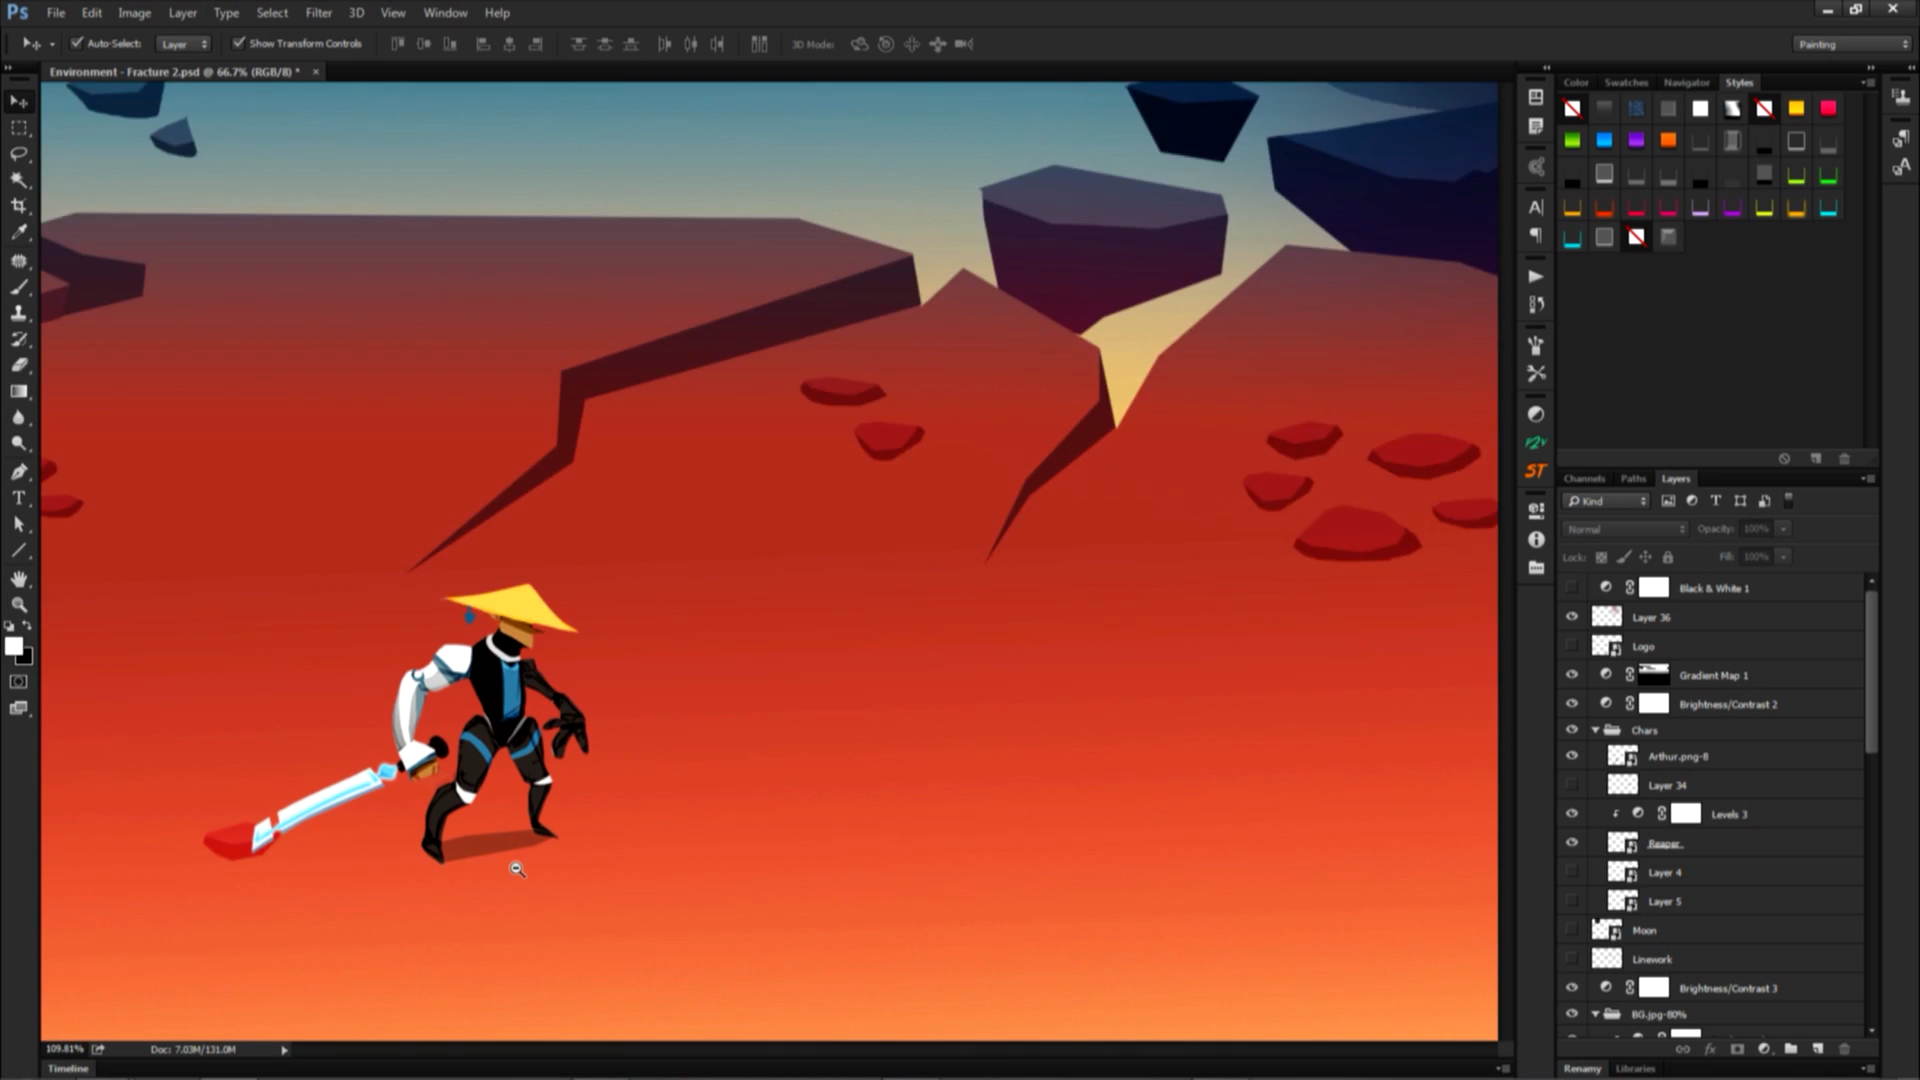 Ps File Edit Image Layer Type Select Filter 3D View Window Help
Auto-Select: Layer Show Transform Controls 3D Mode: Painting
Environment - Fracture 2.psd @ 66.7% (RGB/8) * ×
Color Swatches Navigator Styles
Channels Paths Layers
Kind
Normal Opacity: 100%
Lock: Fill: 100%
Black & White 1
Layer 36
Logo
Gradient Map 1
Brightness/Contrast 2
Chars
Arthur.png-8
Layer 34
Levels 3
Reaper
Layer 4
Layer 5
Moon
Linework
Brightness/Contrast 3
BG.jpg-80%
109.81% Doc: 7.03M/131.0M
Timeline
Renamy Libraries